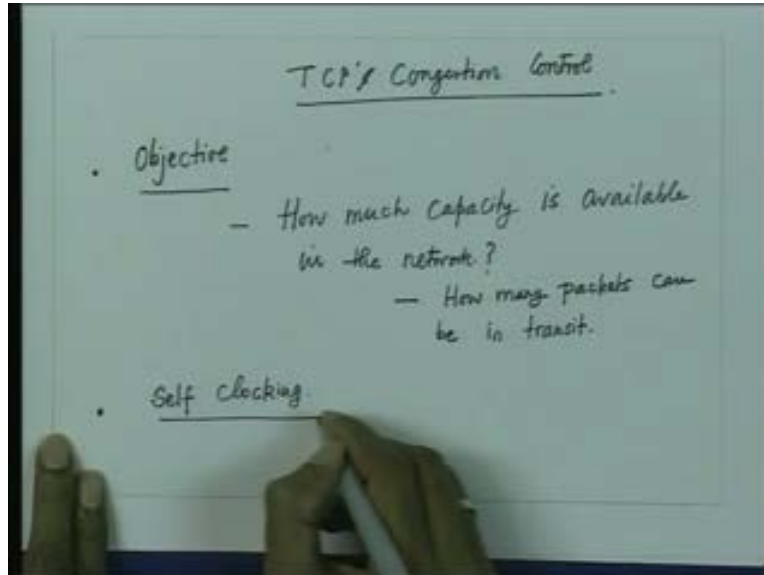 TCP's Congestion Control
. Objective
- How much Capacity is available
in the network?
- How many packets can
be in transit.
. Self Clocking.